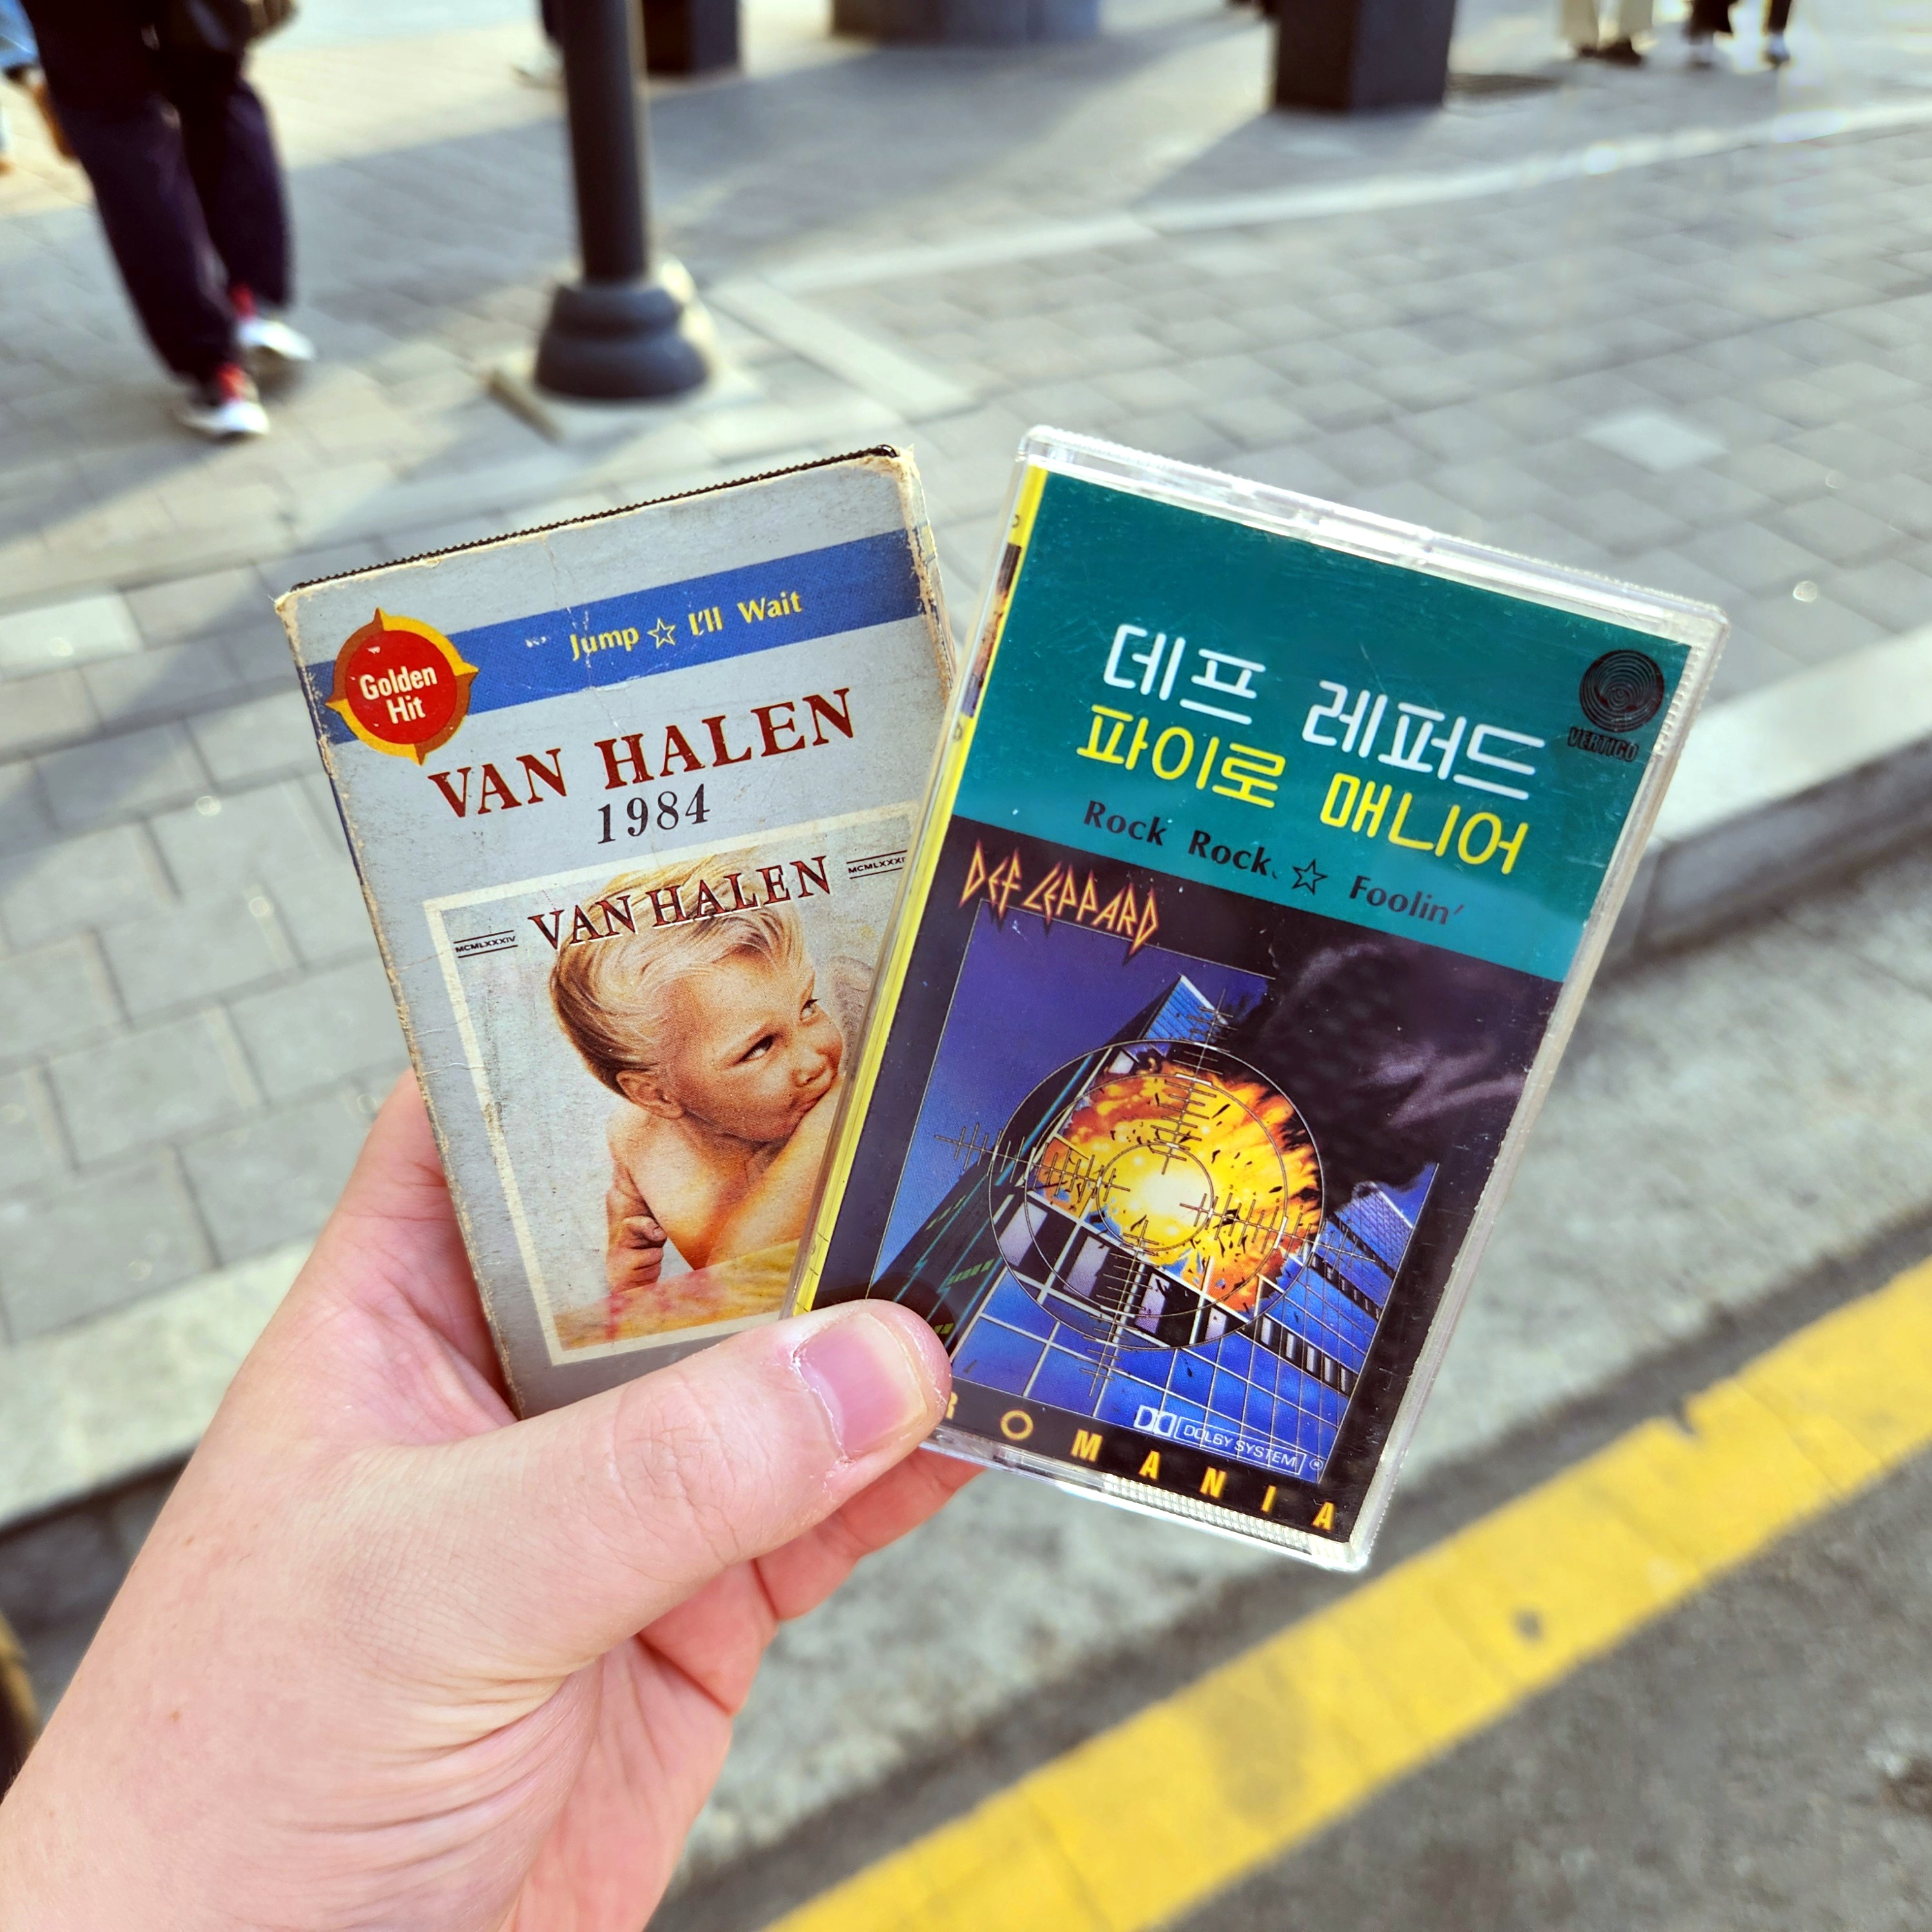 Jump ☆ I'll Wait
Golden
Hit
VAN HALEN
1984
MCMLXXXIV
VAN HALEN
데프 레퍼드
파이로 매니어
VERTIGO
Rock Rock. ☆ Foolin'
DEF LEPPARD
DOLBY SYSTEM
ROMANIA